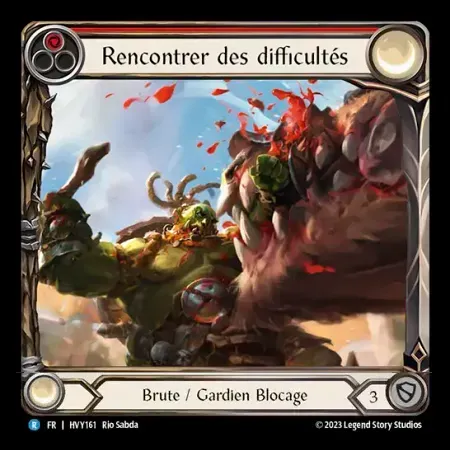 Rencontrer des difficultés
Brute / Gardien Blocage
3
R FR | HVY161 Rio Sabda
© 2023 Legend Story Studios